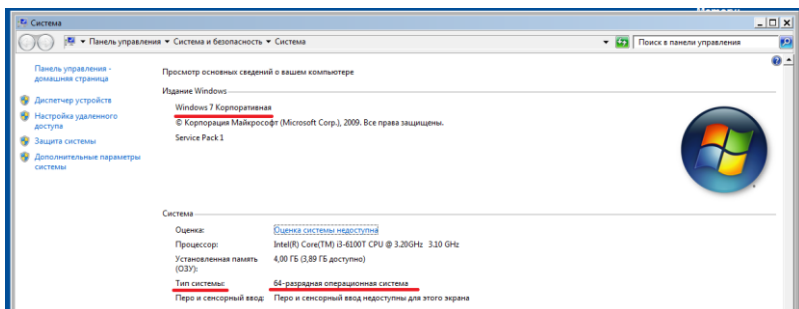 Система
Панель управления ▾ Система и безопасность ▾ Система
Поиск в панели управления
Панель управления -
домашняя страница
Диспетчер устройств
Настройка удаленного
доступа
Защита системы
Дополнительные параметры
системы
Просмотр основных сведений о вашем компьютере
Издание Windows
Windows 7 Корпоративная
© Корпорация Майкрософт (Microsoft Corp.), 2009. Все права защищены.
Service Pack 1
Система
Оценка: Оценка системы недоступна
Процессор: Intel(R) Core(TM) i3-6100T CPU @ 3.20GHz 3.10 GHz
Установленная память
(ОЗУ): 4,00 ГБ (3,89 ГБ доступно)
Тип системы: 64-разрядная операционная система
Перо и сенсорный ввод: Перо и сенсорный ввод недоступны для этого экрана